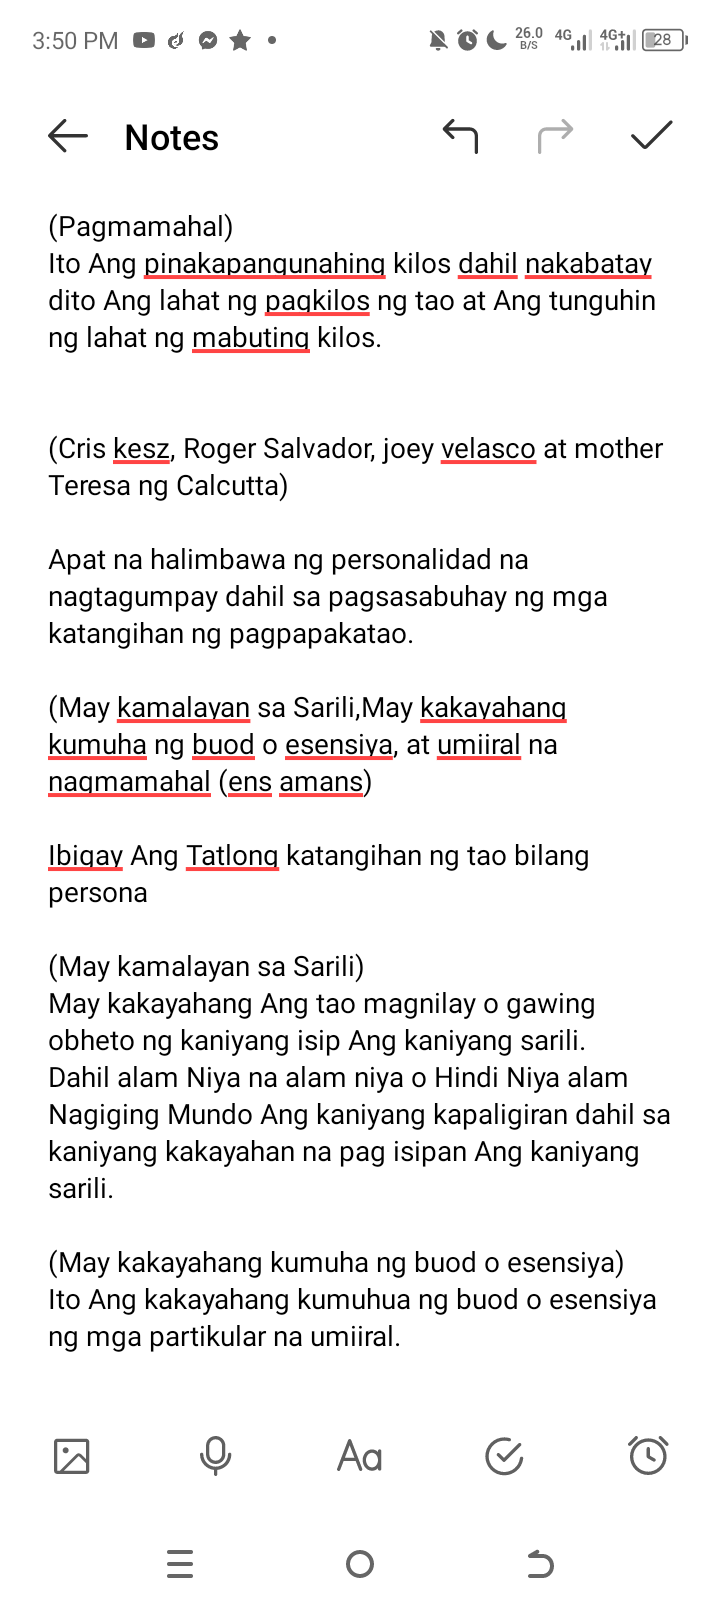 3:50 PM
26.0 B/S 4G 4G+ 28
Notes
(Pagmamahal)
Ito Ang pinakapangunahing kilos dahil nakabatay
dito Ang lahat ng pagkilos ng tao at Ang tunguhin
ng lahat ng mabuting kilos.
(Cris kesz, Roger Salvador, joey velasco at mother
Teresa ng Calcutta)
Apat na halimbawa ng personalidad na
nagtagumpay dahil sa pagsasabuhay ng mga
katangihan ng pagpapakatao.
(May kamalayan sa Sarili,May kakayahang
kumuha ng buod o esensiya, at umiiral na
nagmamahal (ens amans)
Ibigay Ang Tatlong katangihan ng tao bilang
persona
(May kamalayan sa Sarili)
May kakayahang Ang tao magnilay o gawing
obheto ng kaniyang isip Ang kaniyang sarili.
Dahil alam Niya na alam niya o Hindi Niya alam
Nagiging Mundo Ang kaniyang kapaligiran dahil sa
kaniyang kakayahan na pag isipan Ang kaniyang
sarili.
(May kakayahang kumuha ng buod o esensiya)
Ito Ang kakayahang kumuhua ng buod o esensiya
ng mga partikular na umiiral.
Aa